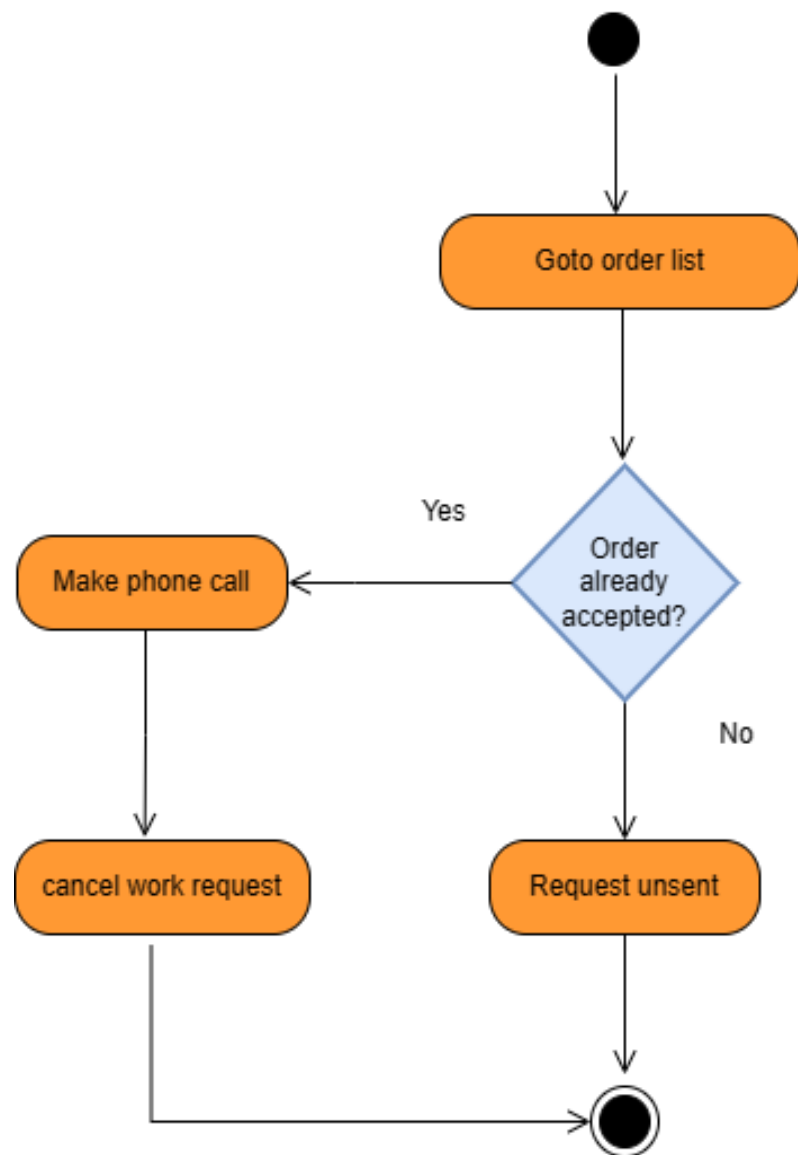 Goto order list
Yes
Order
already
accepted?
Make phone call
No
cancel work request
Request unsent